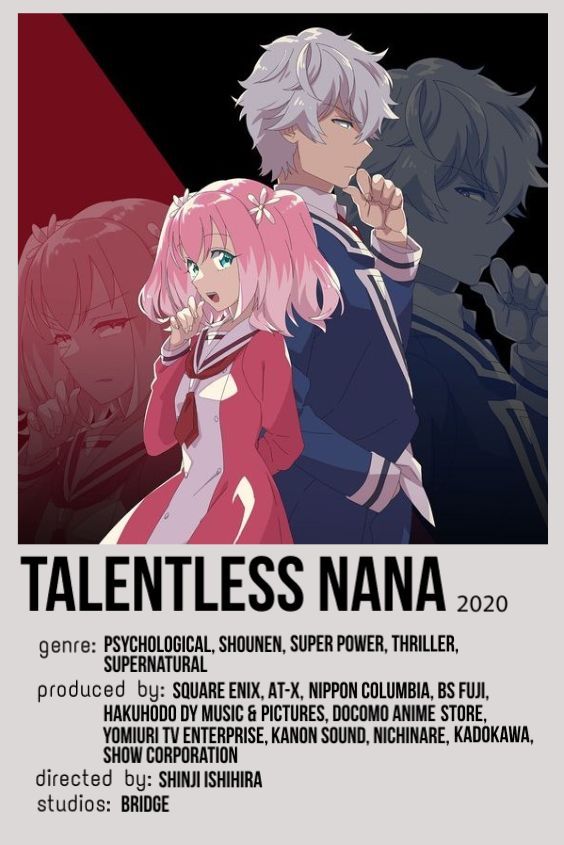 TALENTLESS NANA 2020
genre: PSYCHOLOGICAL, SHOUNEN, SUPER POWER, THRILLER,
SUPERNATURAL
produced by: SQUARE ENIX, AT-X, NIPPON COLUMBIA, BS FUJI,
HAKUHODO DY MUSIC & PICTURES, DOCOMO ANIME STORE,
YOMIURI TV ENTERPRISE, KANON SOUND, NICHINARE, KADOKAWA,
SHOW CORPORATION
directed by: SHINJI ISHIHIRA
studios: BRIDGE